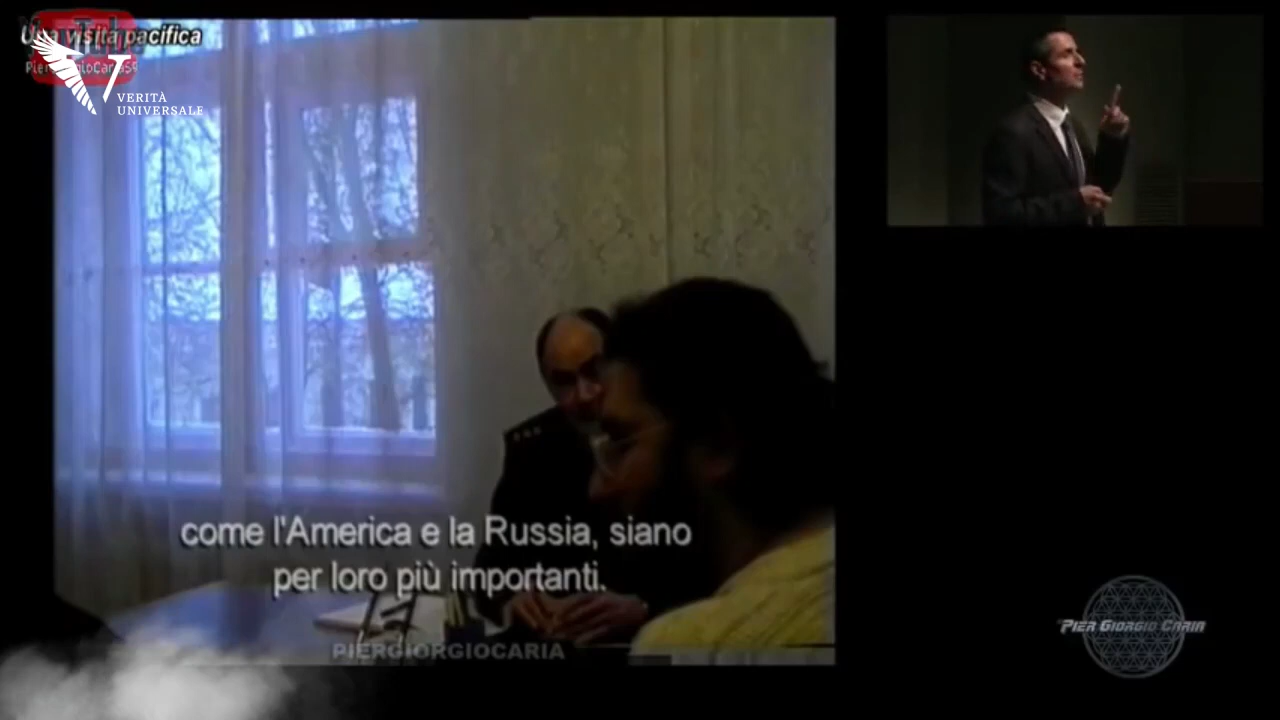 Una visita pacifica
VERITÀ
UNIVERSALE
come l'America e la Russia, siano
per loro più importanti.
PIERGIORGIOCARIA
PIER GIORGIO CARIA